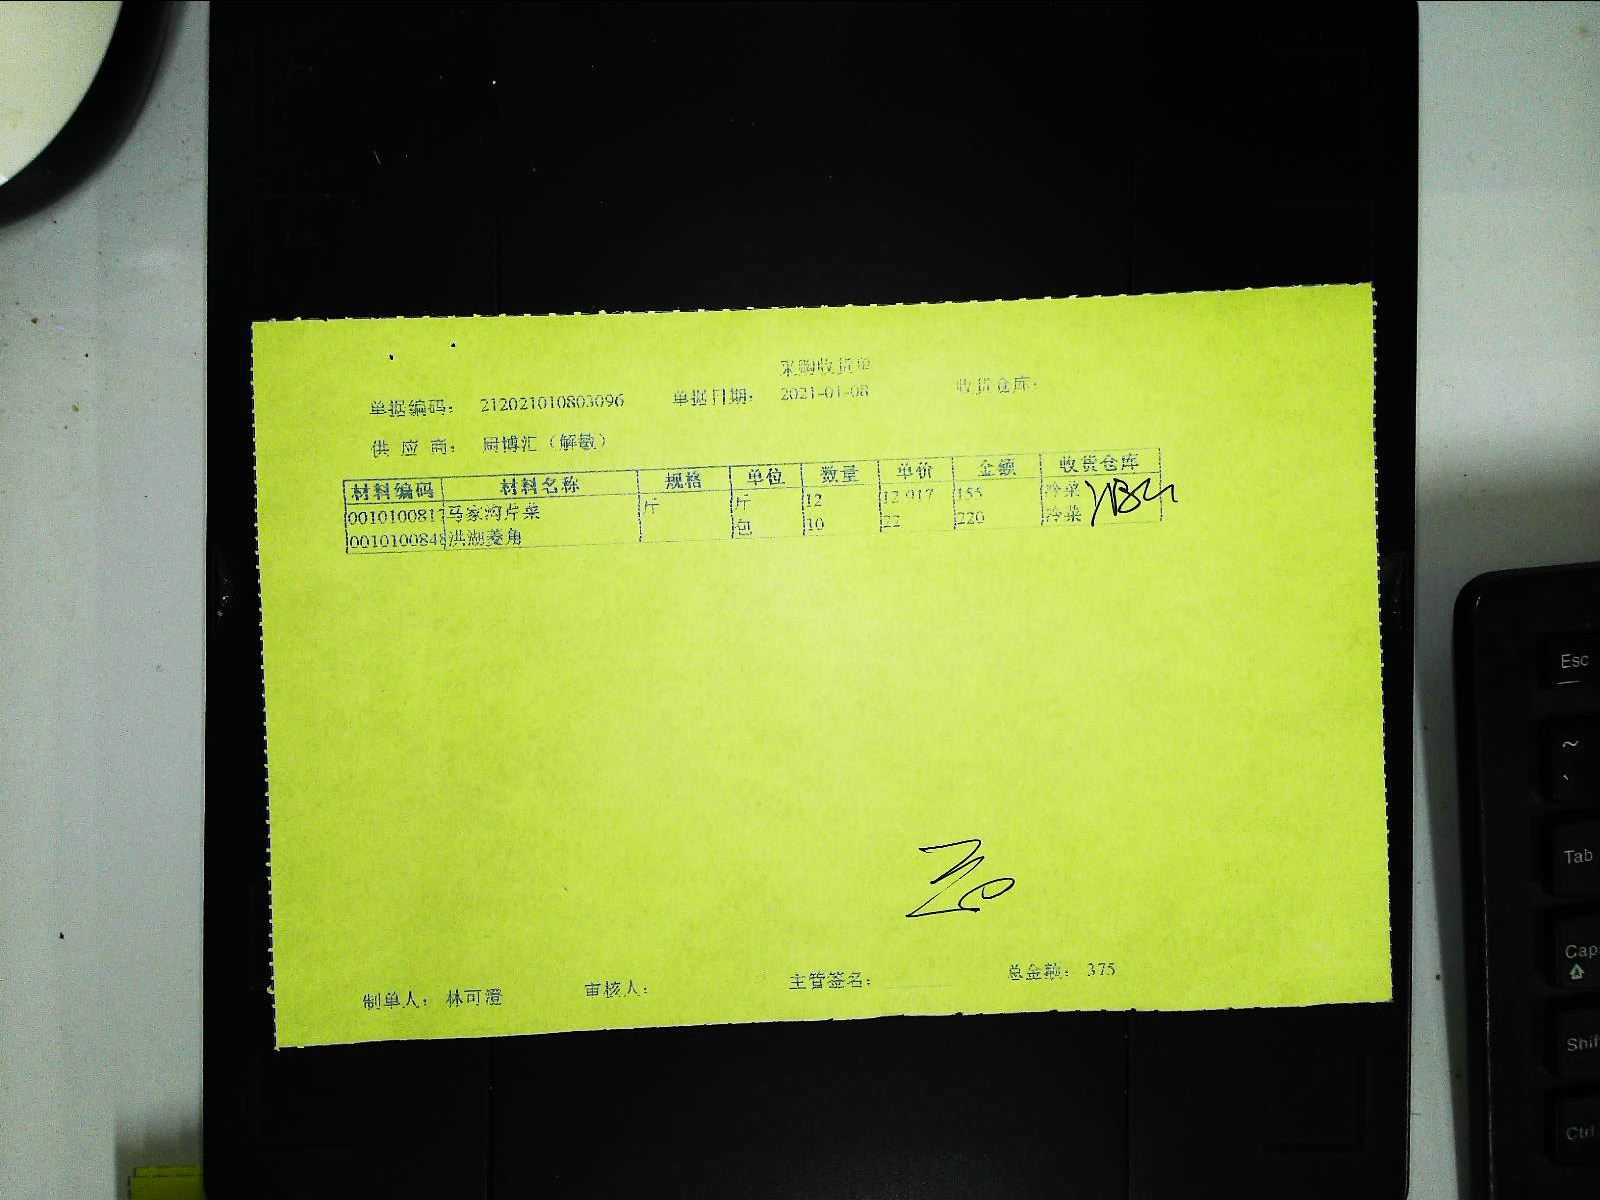 采购收货单
单据编码： 212021010803096 单据日期： 2021-01-08 收货仓库：
供 应 商： 厨博汇（解敏）
材料编码 材料名称 规格 单位 数量 单价 金额 收货仓库
0010100817 马家沟芹菜 斤 斤 12 12.917 155 冷菜
0010100848 洪湖菱角 包 10 22 220 冷菜
制单人： 林可澄 审核人： 主管签名： 总金额： 375
Esc
~
`
Tab
Cap
Shif
Ctrl